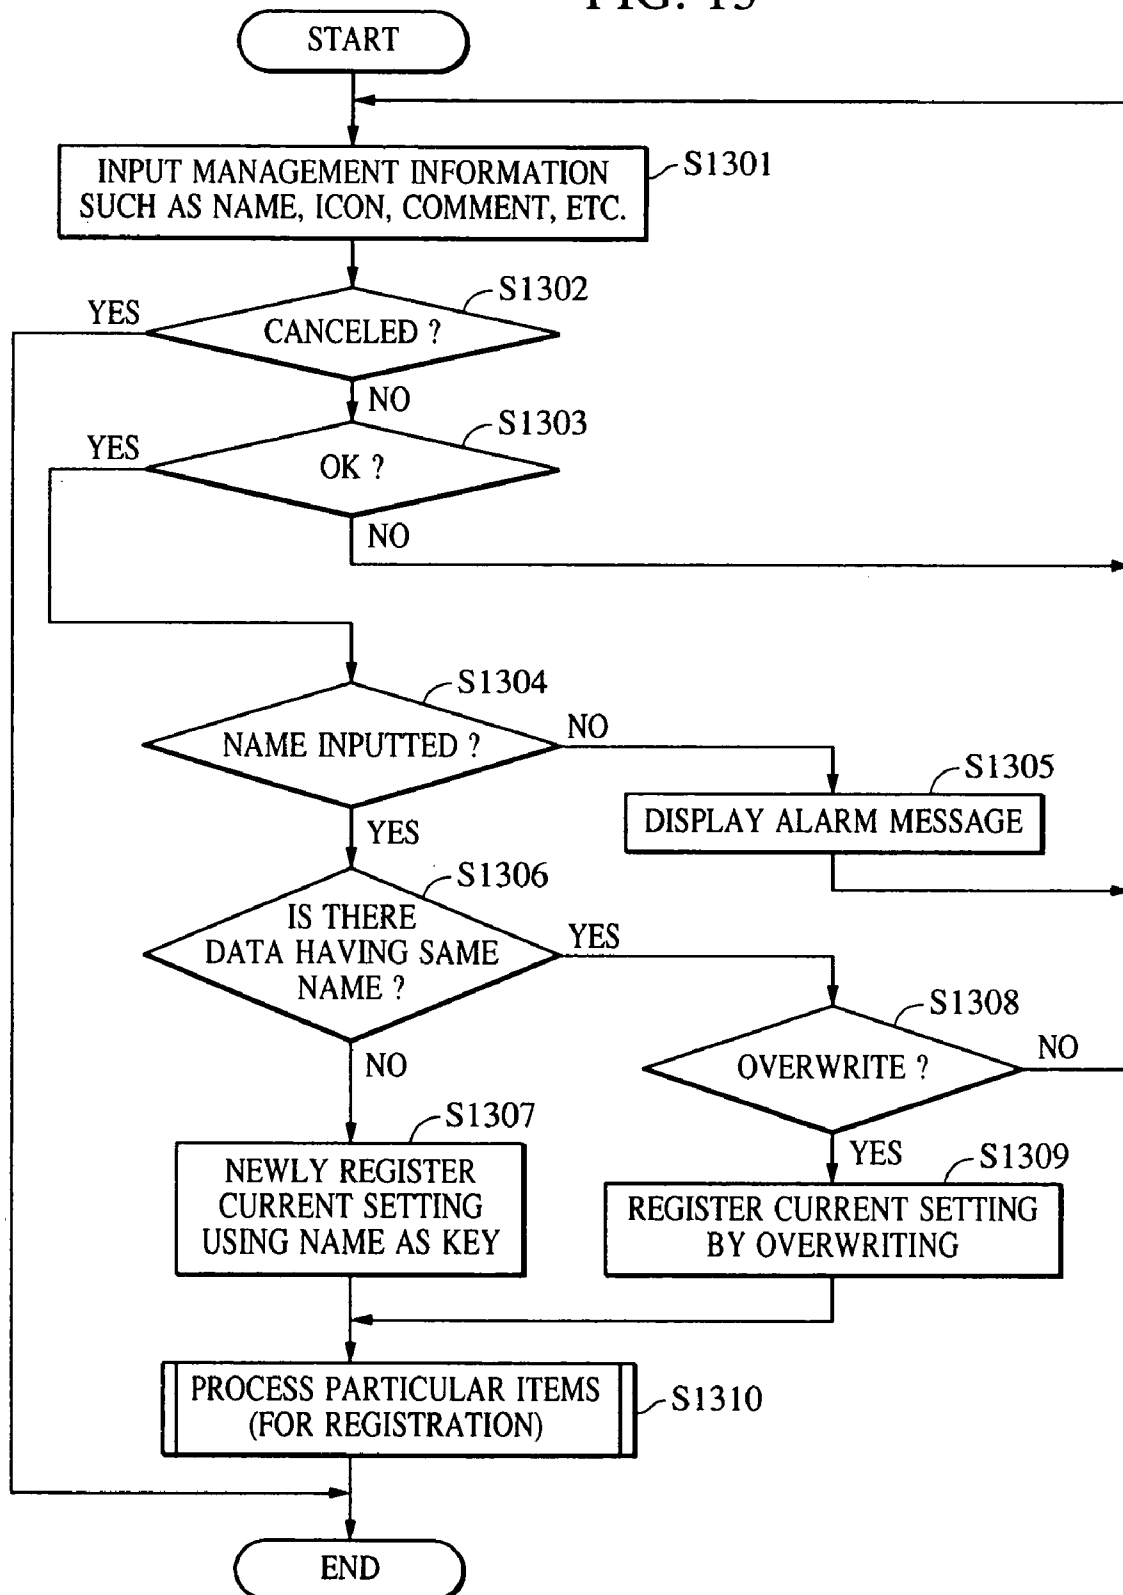 START
INPUT MANAGEMENT INFORMATION
SUCH AS NAME, ICON, COMMENT, ETC.
S1301
S1302
YES
CANCELED ?
NO
S1303
YES
OK ?
NO
S1304
NAME INPUTTED ?
NO
S1305
DISPLAY ALARM MESSAGE
YES
S1306
IS THERE
DATA HAVING SAME
NAME ?
YES
S1308
OVERWRITE ?
NO
NO
S1307
NEWLY REGISTER
CURRENT SETTING
USING NAME AS KEY
YES
S1309
REGISTER CURRENT SETTING
BY OVERWRITING
PROCESS PARTICULAR ITEMS
(FOR REGISTRATION)
S1310
END